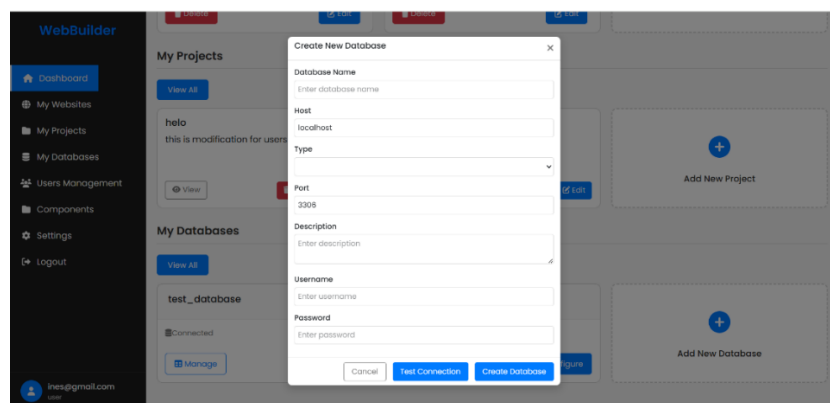 WebBuilder
Dashboard
My Websites
My Projects
My Databases
Users Management
Components
Settings
Logout
ines@gmail.com
user
Delete
Edit
Delete
Edit
My Projects
View All
helo
this is modification for users
View
Edit
Add New Project
My Databases
View All
test_database
Connected
Manage
figure
Add New Database
Create New Database
×
Database Name
Enter database name
Host
localhost
Type
Port
3306
Description
Enter description
Username
Enter username
Password
Enter password
Cancel
Test Connection
Create Database